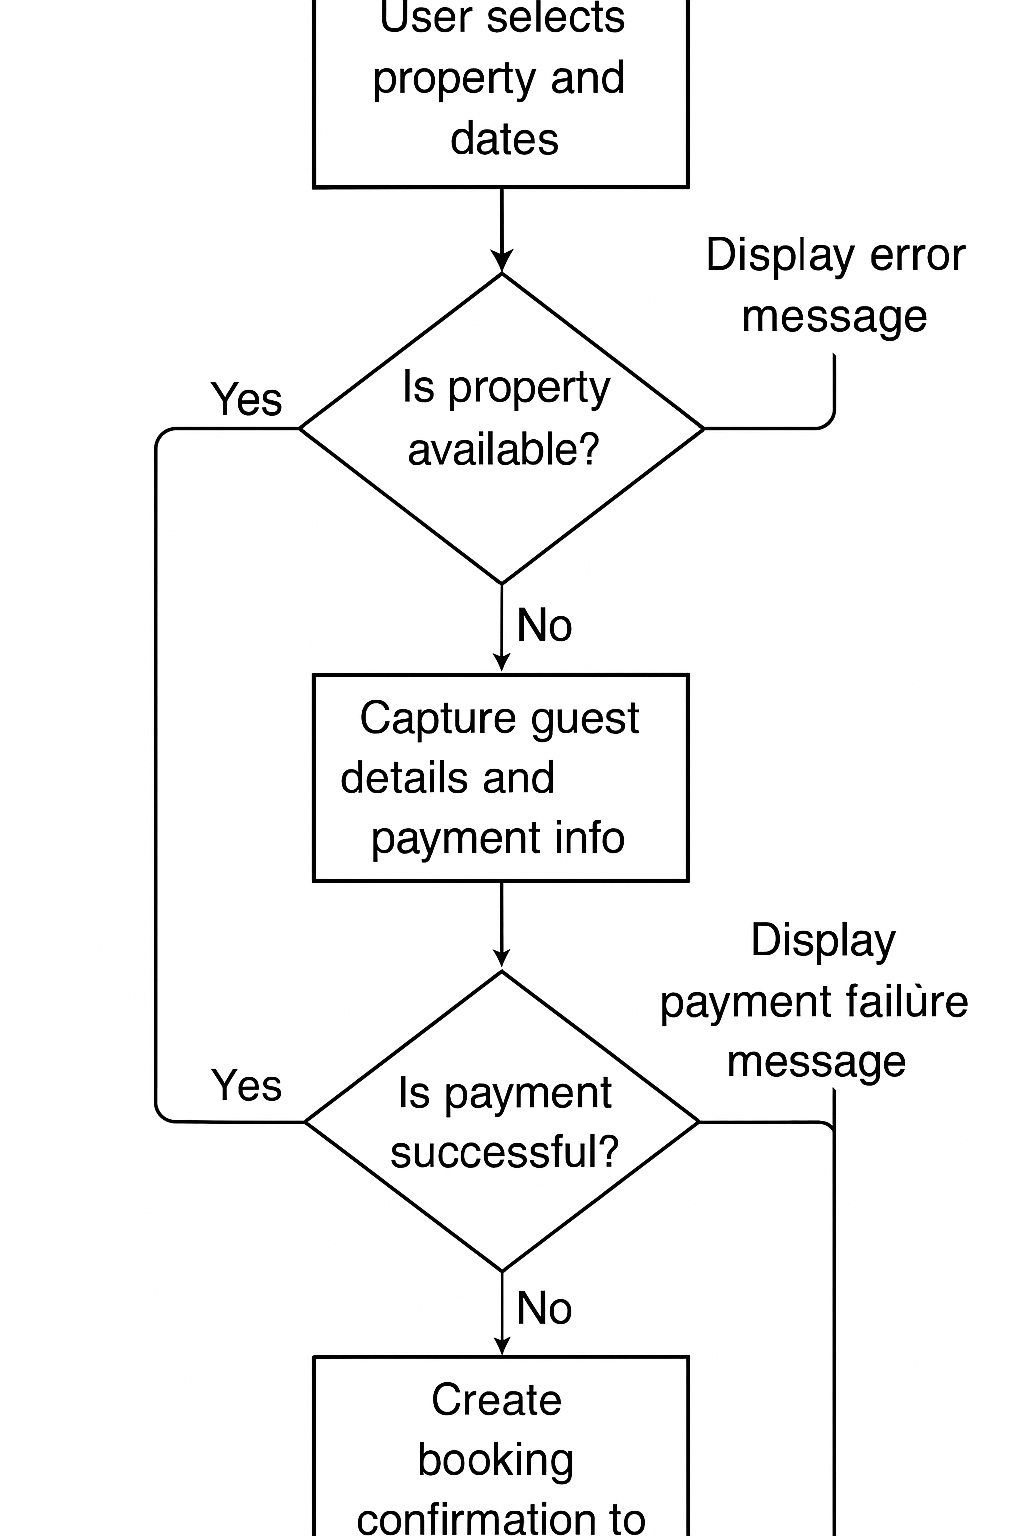 User selects
property and
dates
Display error
message
Yes
Is property
available?
No
Capture guest
details and
payment info
Display
payment failùre
message
Yes
Is payment
successful?
No
Create
booking
confirmation to